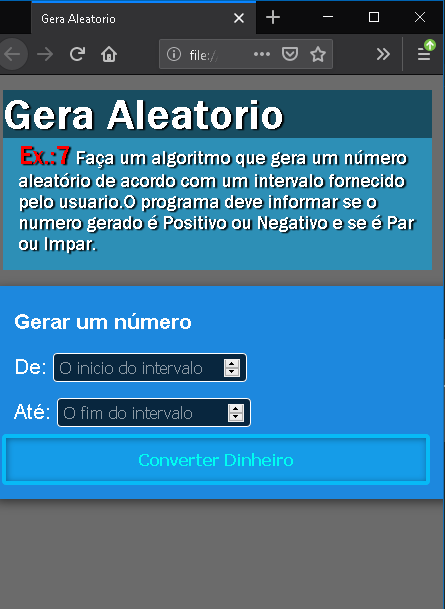 Gera Aleatorio
file:/
Gera Aleatorio
Ex.:7 Faça um algoritmo que gera um número
aleatório de acordo com um intervalo fornecido
pelo usuario.O programa deve informar se o
numero gerado é Positivo ou Negativo e se é Par
ou Impar.
Gerar um número
De: O inicio do intervalo
Até: O fim do intervalo
Converter Dinheiro